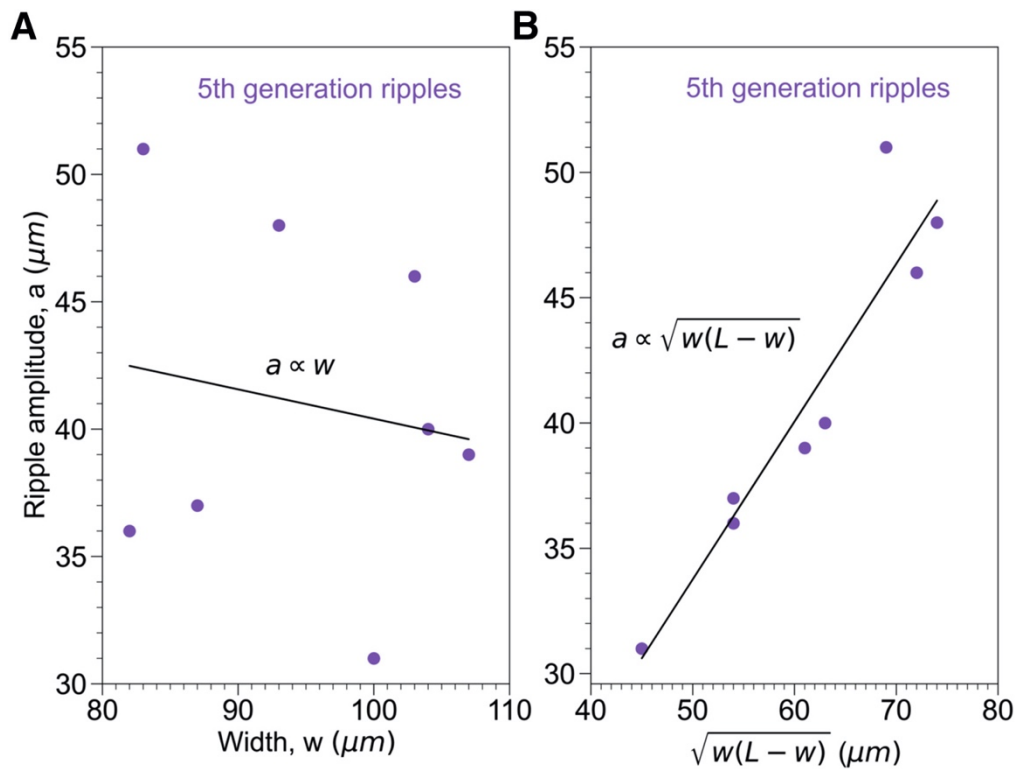 A
55
50
45
40
35
30
80
90
100
110
Ripple amplitude, a (μm)
Width, w (μm)
5th generation ripples
a ∝ w
B
55
50
45
40
35
30
40
50
60
70
80
√w(L − w) (μm)
5th generation ripples
a ∝ √w(L − w)